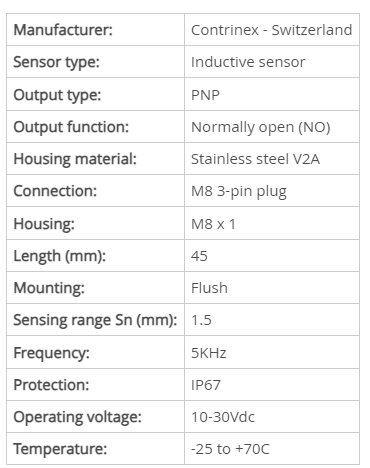 Manufacturer: Contrinex - Switzerland
Sensor type: Inductive sensor
Output type: PNP
Output function: Normally open (NO)
Housing material: Stainless steel V2A
Connection: M8 3-pin plug
Housing: M8 x 1
Length (mm): 45
Mounting: Flush
Sensing range Sn (mm): 1.5
Frequency: 5KHz
Protection: IP67
Operating voltage: 10-30Vdc
Temperature: -25 to +70C